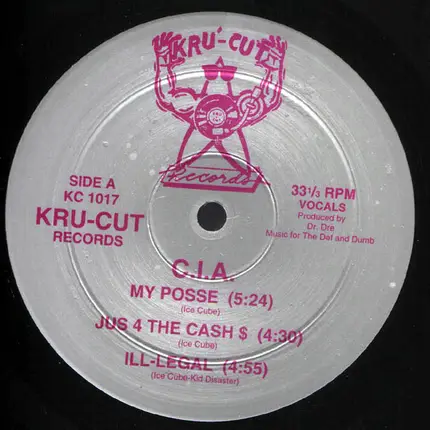 KRU-CUT
Records
SIDE A
KC 1017
KRU-CUT
RECORDS
33 1/3 RPM
VOCALS
Produced by
Dr. Dre
Music for The Def and Dumb
C.I.A.
MY POSSE (5:24)
(Ice Cube)
JUS 4 THE CASH $ (4:30)
(Ice Cube)
ILL-LEGAL (4:55)
(Ice Cube-Kid Disaster)